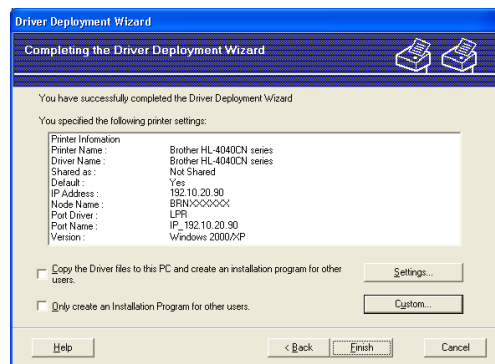 Driver Deployment Wizard
Completing the Driver Deployment Wizard
You have successfully completed the Driver Deployment Wizard
You specified the following printer settings:
Printer Infomation
Printer Name : Brother HL-4040CN series
Driver Name : Brother HL-4040CN series
Shared as : Not Shared
Default : Yes
IP Address : 192.10.20.90
Node Name : BRNXXXXXX
Port Driver : LPR
Port Name : IP_192.10.20.90
Version : Windows 2000/XP
Copy the Driver files to this PC and create an installation program for other
users.
Settings...
Only create an Installation Program for other users.
Custom...
Help
< Back
Finish
Cancel